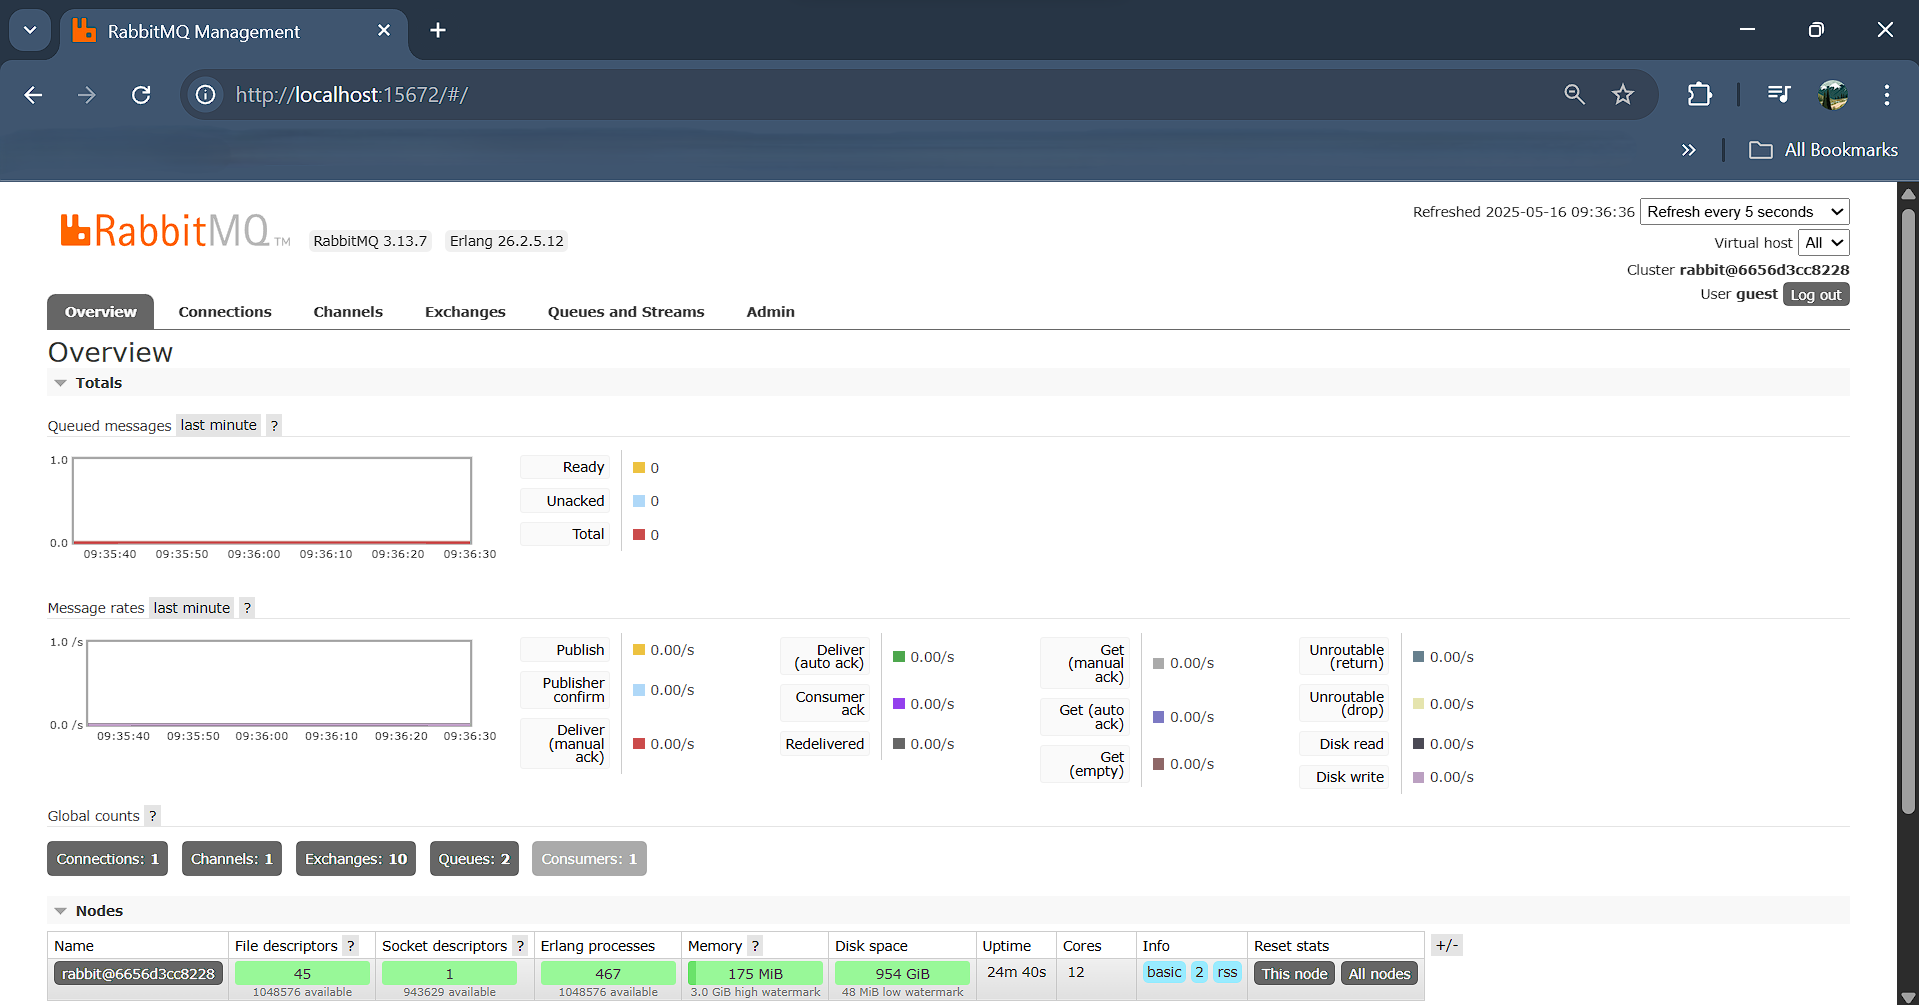 RabbitMQ Management
http://localhost:15672/#/
All Bookmarks
RabbitMQ TM RabbitMQ 3.13.7 Erlang 26.2.5.12
Refreshed 2025-05-16 09:36:36 Refresh every 5 seconds
Virtual host All
Cluster rabbit@6656d3cc8228
User guest Log out
Overview Connections Channels Exchanges Queues and Streams Admin
Overview
Totals
Queued messages last minute ?
1.0
0.0
09:35:40 09:35:50 09:36:00 09:36:10 09:36:20 09:36:30
Ready 0
Unacked 0
Total 0
Message rates last minute ?
1.0 /s
0.0 /s
09:35:40 09:35:50 09:36:00 09:36:10 09:36:20 09:36:30
Publish 0.00/s
Publisher
confirm 0.00/s
Deliver
(manual
ack) 0.00/s
Deliver
(auto ack) 0.00/s
Consumer
ack 0.00/s
Redelivered 0.00/s
Get
(manual
ack) 0.00/s
Get (auto
ack) 0.00/s
Get
(empty) 0.00/s
Unroutable
(return) 0.00/s
Unroutable
(drop) 0.00/s
Disk read 0.00/s
Disk write 0.00/s
Global counts ?
Connections: 1 Channels: 1 Exchanges: 10 Queues: 2 Consumers: 1
Nodes
Name File descriptors ? Socket descriptors ? Erlang processes Memory ? Disk space Uptime Cores Info Reset stats +/-
rabbit@6656d3cc8228 45 1 467 175 MiB 954 GiB 24m 40s 12 basic 2 rss This node All nodes
1048576 available 943629 available 1048576 available 3.0 GiB high watermark 48 MiB low watermark